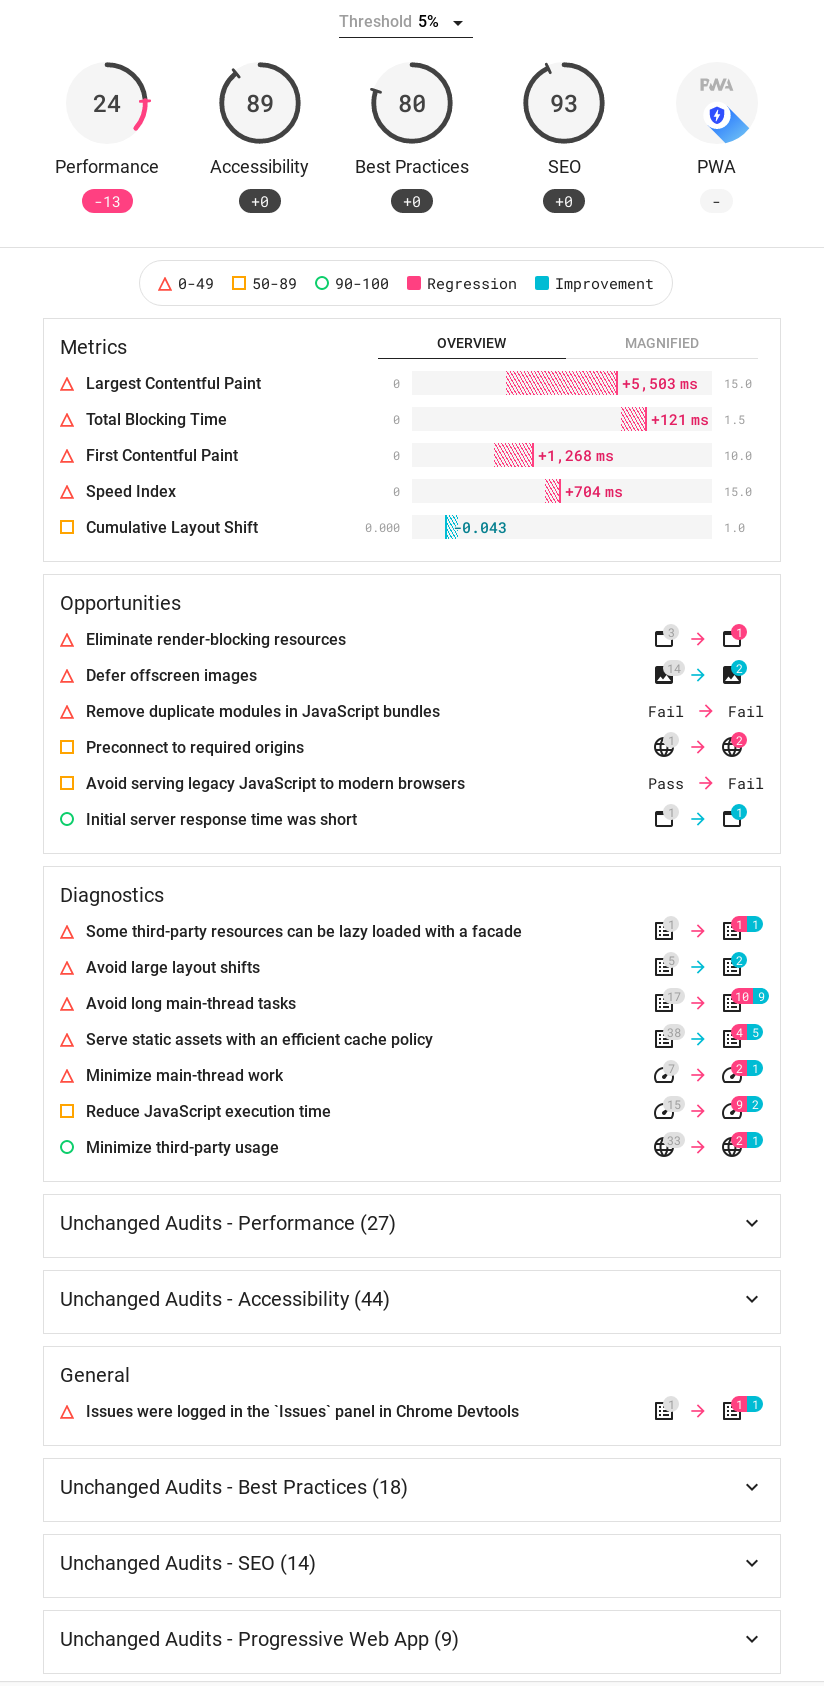 Threshold 5%
24 89 80 93 PWA
Performance Accessibility Best Practices SEO PWA
-13 +0 +0 +0 -
0-49 50-89 90-100 Regression Improvement
Metrics OVERVIEW MAGNIFIED
Largest Contentful Paint 0 +5,503 ms 15.0
Total Blocking Time 0 +121 ms 1.5
First Contentful Paint 0 +1,268 ms 10.0
Speed Index 0 +704 ms 15.0
Cumulative Layout Shift 0.000 -0.043 1.0
Opportunities
Eliminate render-blocking resources 3 1
Defer offscreen images 14 2
Remove duplicate modules in JavaScript bundles Fail Fail
Preconnect to required origins 1 2
Avoid serving legacy JavaScript to modern browsers Pass Fail
Initial server response time was short 1 1
Diagnostics
Some third-party resources can be lazy loaded with a facade 1 1 1
Avoid large layout shifts 5 2
Avoid long main-thread tasks 17 10 9
Serve static assets with an efficient cache policy 38 4 5
Minimize main-thread work 7 2 1
Reduce JavaScript execution time 15 9 2
Minimize third-party usage 33 2 1
Unchanged Audits - Performance (27)
Unchanged Audits - Accessibility (44)
General
Issues were logged in the `Issues` panel in Chrome Devtools 1 1 1
Unchanged Audits - Best Practices (18)
Unchanged Audits - SEO (14)
Unchanged Audits - Progressive Web App (9)